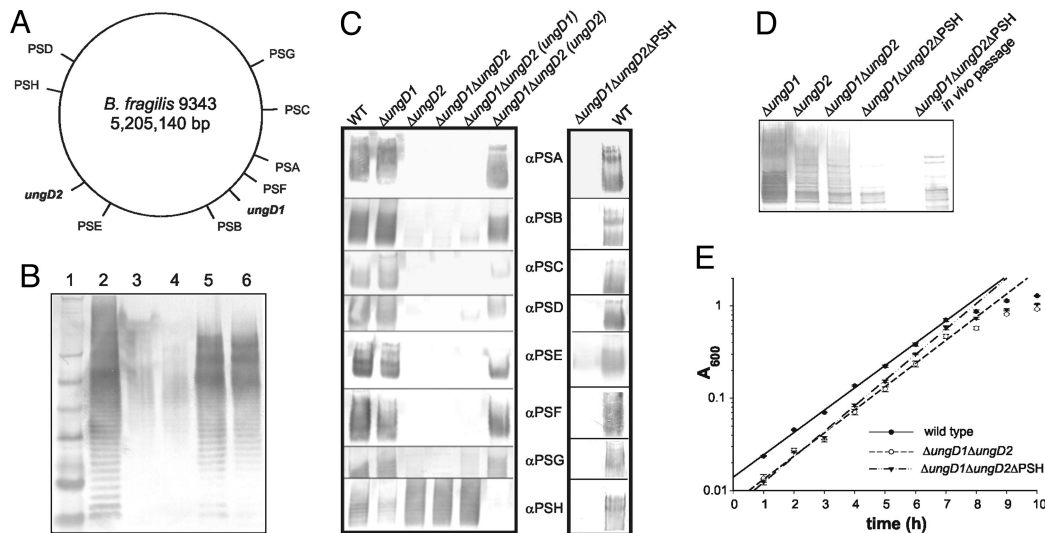 A
PSD
PSG
PSH
PSC
B. fragilis 9343
5,205,140 bp
PSA
PSF
ungD2
ungD1
PSE
PSB
B
1 2 3 4 5 6
C
WT
ΔungD1
ΔungD2
ΔungD1ΔungD2
ΔungD1ΔungD2 (ungD1)
ΔungD1ΔungD2 (ungD2)
ΔungD1ΔungD2ΔPSH
WT
αPSA
αPSB
αPSC
αPSD
αPSE
αPSF
αPSG
αPSH
D
ΔungD1
ΔungD2
ΔungD1ΔungD2
ΔungD1ΔungD2ΔPSH
ΔungD1ΔungD2ΔPSH
in vivo passage
E
A600
1
0.1
0.01
wild type
ΔungD1ΔungD2
ΔungD1ΔungD2ΔPSH
0 1 2 3 4 5 6 7 8 9 10
time (h)